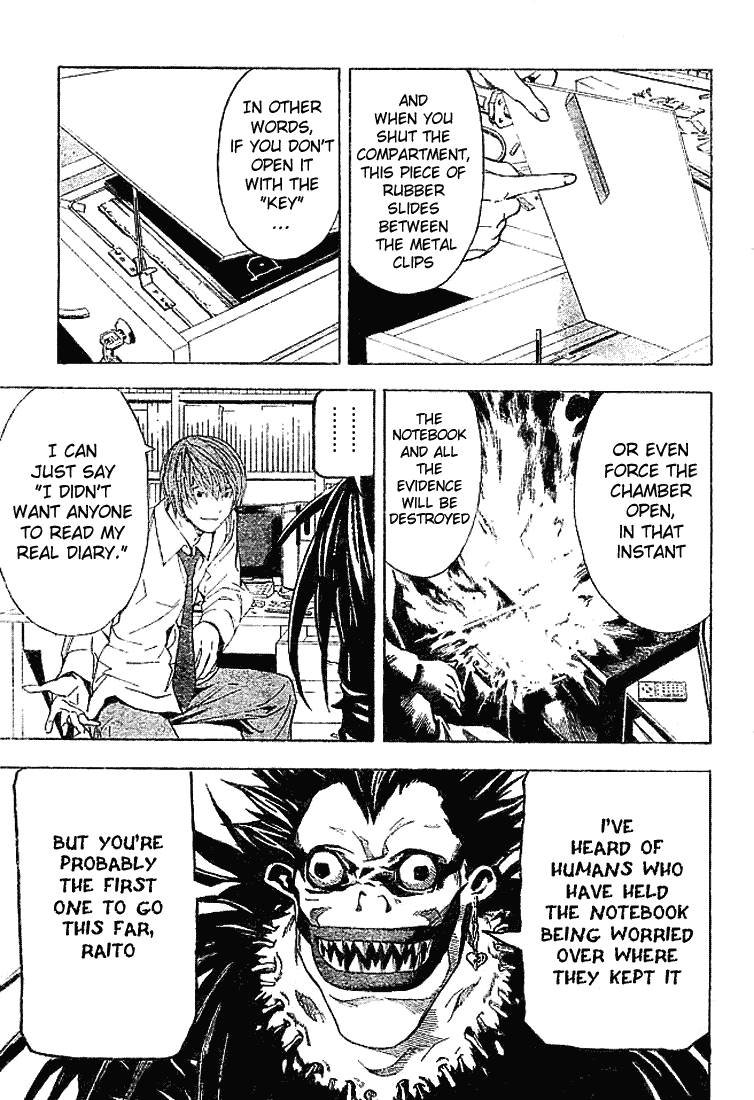 AND
WHEN YOU
SHUT THE
COMPARTMENT,
THIS PIECE OF
RUBBER
SLIDES
BETWEEN
THE METAL
CLIPS
IN OTHER
WORDS,
IF YOU DON'T
OPEN IT
WITH THE
"KEY"
...
OR EVEN
FORCE THE
CHAMBER
OPEN,
IN THAT
INSTANT
THE
NOTEBOOK
AND ALL
THE
EVIDENCE
WILL BE
DESTROYED
.......
I CAN
JUST SAY
"I DIDN'T
WANT ANYONE
TO READ MY
REAL DIARY."
I'VE
HEARD OF
HUMANS WHO
HAVE HELD
THE NOTEBOOK
BEING WORRIED
OVER WHERE
THEY KEPT IT
BUT YOU'RE
PROBABLY
THE FIRST
ONE TO GO
THIS FAR,
RAITO